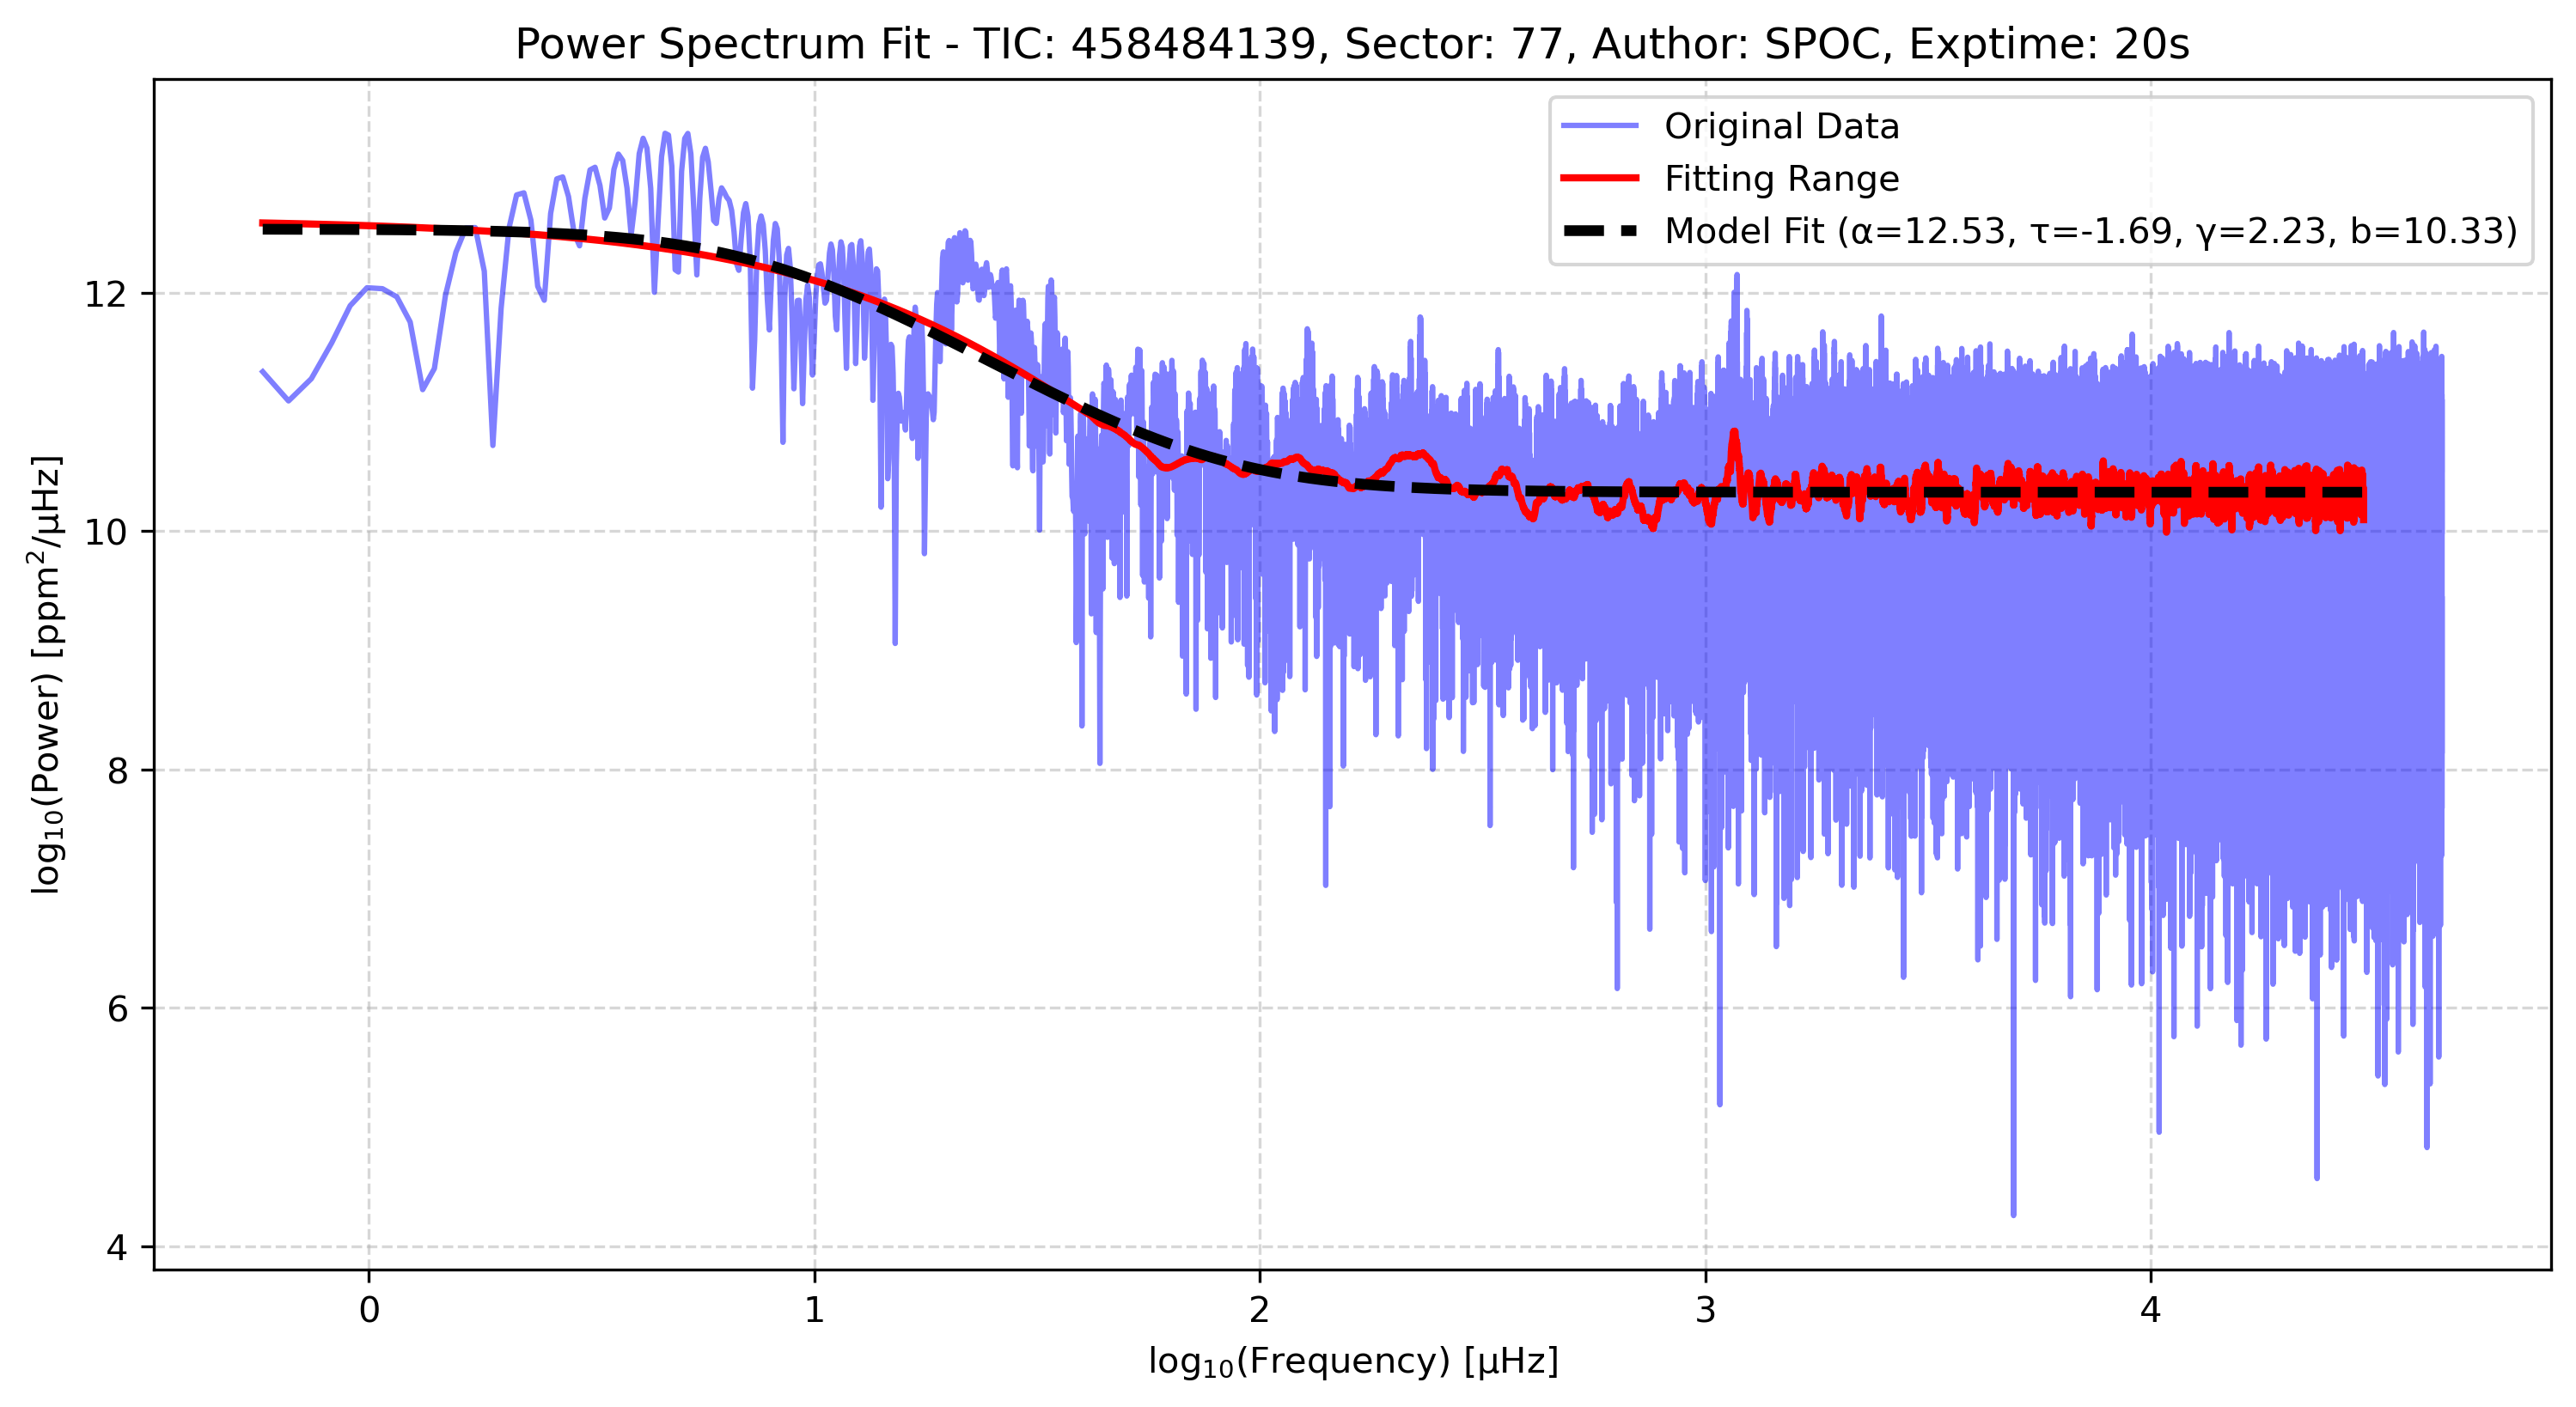 Power Spectrum Fit - TIC: 458484139, Sector: 77, Author: SPOC, Exptime: 20s
Original Data
Fitting Range
Model Fit (α=12.53, τ=-1.69, γ=2.23, b=10.33)
log₁₀(Power) [ppm²/μHz]
12
10
8
6
4
0 1 2 3 4
log₁₀(Frequency) [μHz]